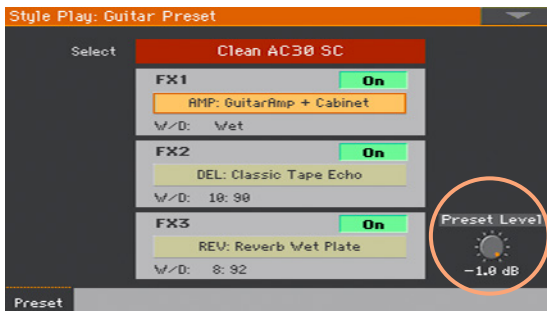 Style Play: Guitar Preset
Select Clean AC30 SC
FX1 On
AMP: GuitarAmp + Cabinet
W/D: Wet
FX2 On
DEL: Classic Tape Echo
W/D: 10:90
FX3 On
REV: Reverb Wet Plate
W/D: 8:92
Preset Level
-1.0 dB
Preset